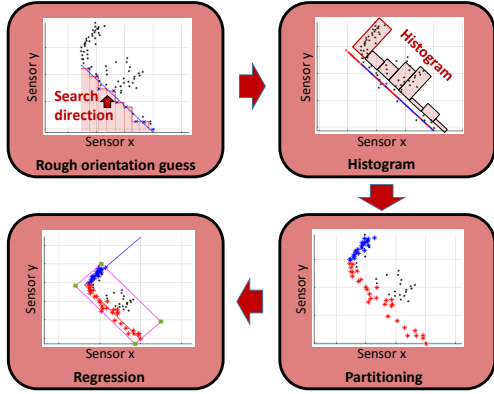 Sensor y
Search
direction
Sensor x
Rough orientation guess
Sensor y
Histogram
Sensor x
Histogram
Sensor y
Sensor x
Regression
Sensor y
Sensor x
Partitioning